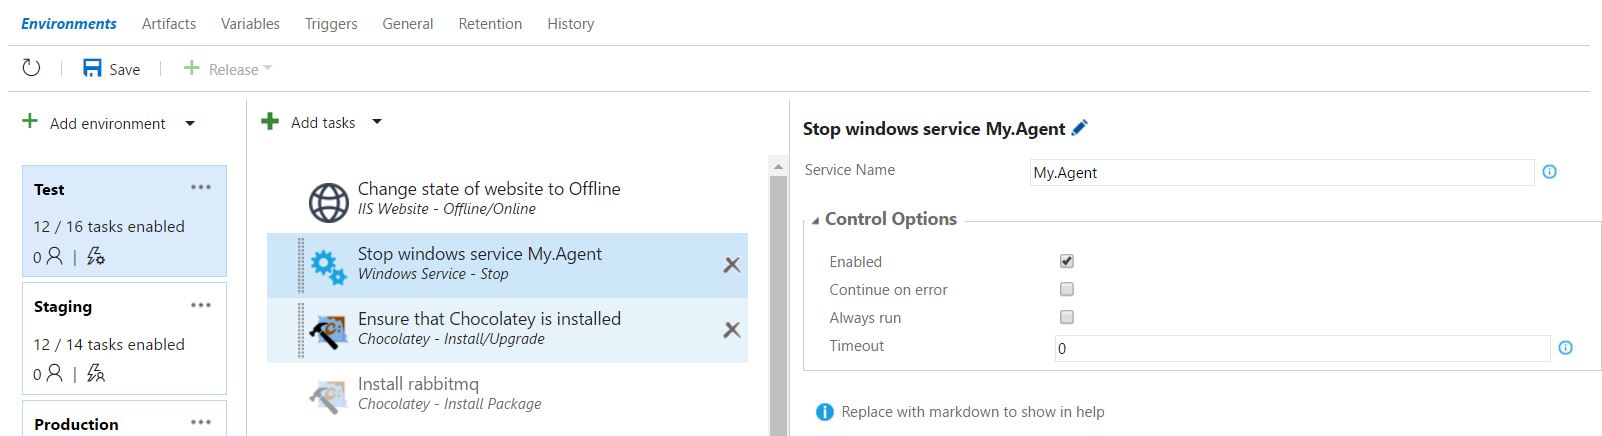 Environments Artifacts Variables Triggers General Retention History
Save Release
Add environment
Test ...
12 / 16 tasks enabled
0 |
Staging ...
12 / 14 tasks enabled
0 |
Production ...
Add tasks
Change state of website to Offline
IIS Website - Offline/Online
Stop windows service My.Agent
Windows Service - Stop
Ensure that Chocolatey is installed
Chocolatey - Install/Upgrade
Install rabbitmq
Chocolatey - Install Package
Stop windows service My.Agent
Service Name My.Agent
Control Options
Enabled
Continue on error
Always run
Timeout 0
Replace with markdown to show in help